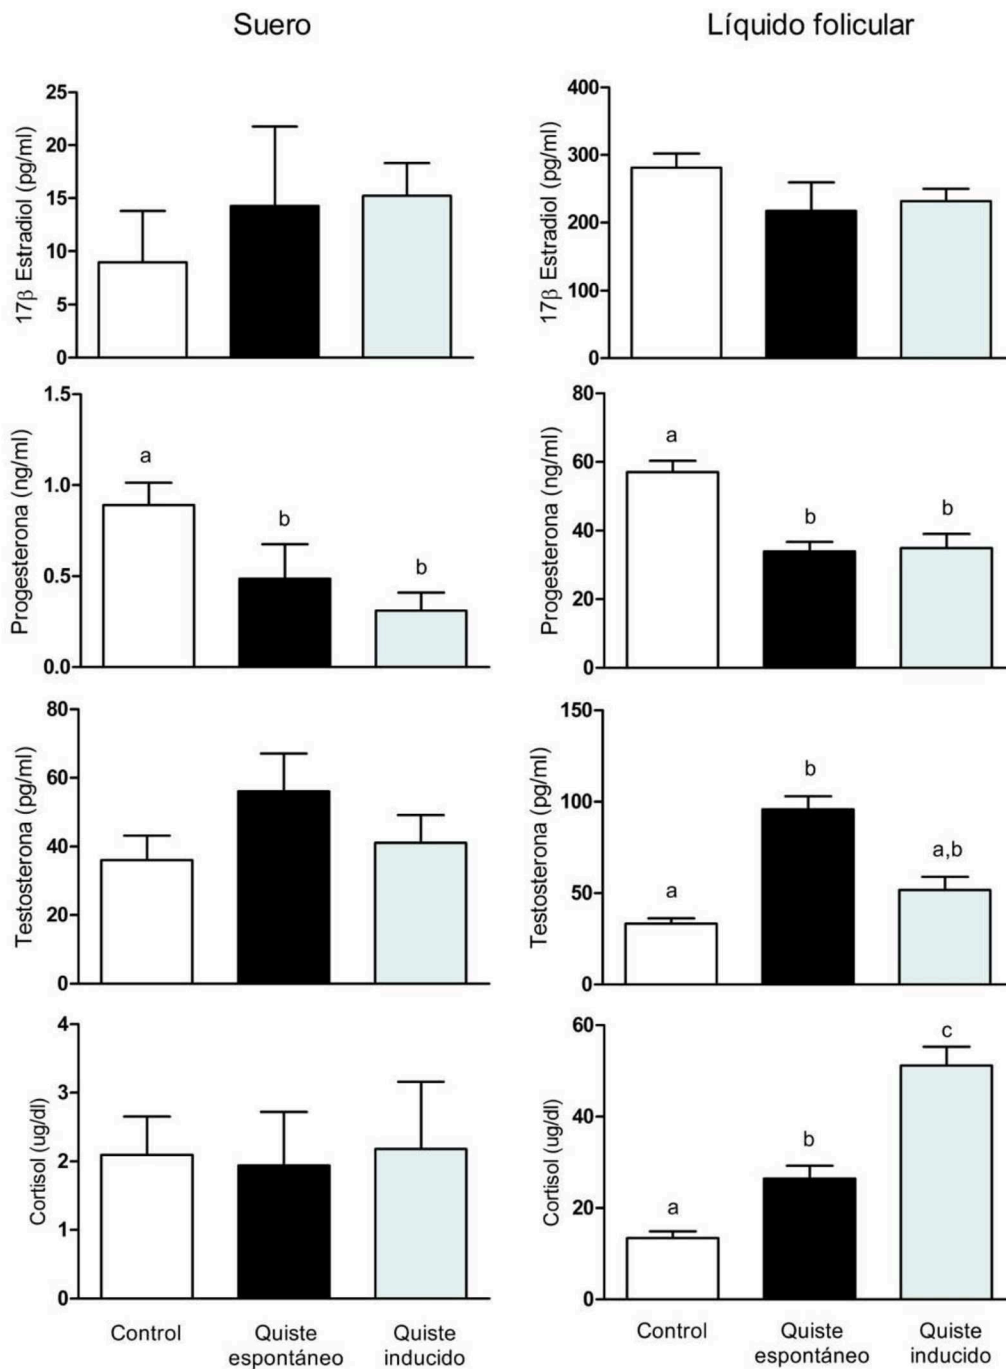 Suero
Líquido folicular
17β Estradiol (pg/ml)
25
20
15
10
5
0
17β Estradiol (pg/ml)
400
300
200
100
0
Progesterona (ng/ml)
1.5
1.0
0.5
0.0
a
b
b
Progesterona (ng/ml)
80
60
40
20
0
a
b
b
Testosterona (pg/ml)
80
60
40
20
0
Testosterona (pg/ml)
150
100
50
0
a
b
a,b
Cortisol (ug/dl)
4
3
2
1
0
Control
Quiste
espontáneo
Quiste
inducido
Cortisol (ug/dl)
60
40
20
0
a
b
c
Control
Quiste
espontáneo
Quiste
inducido